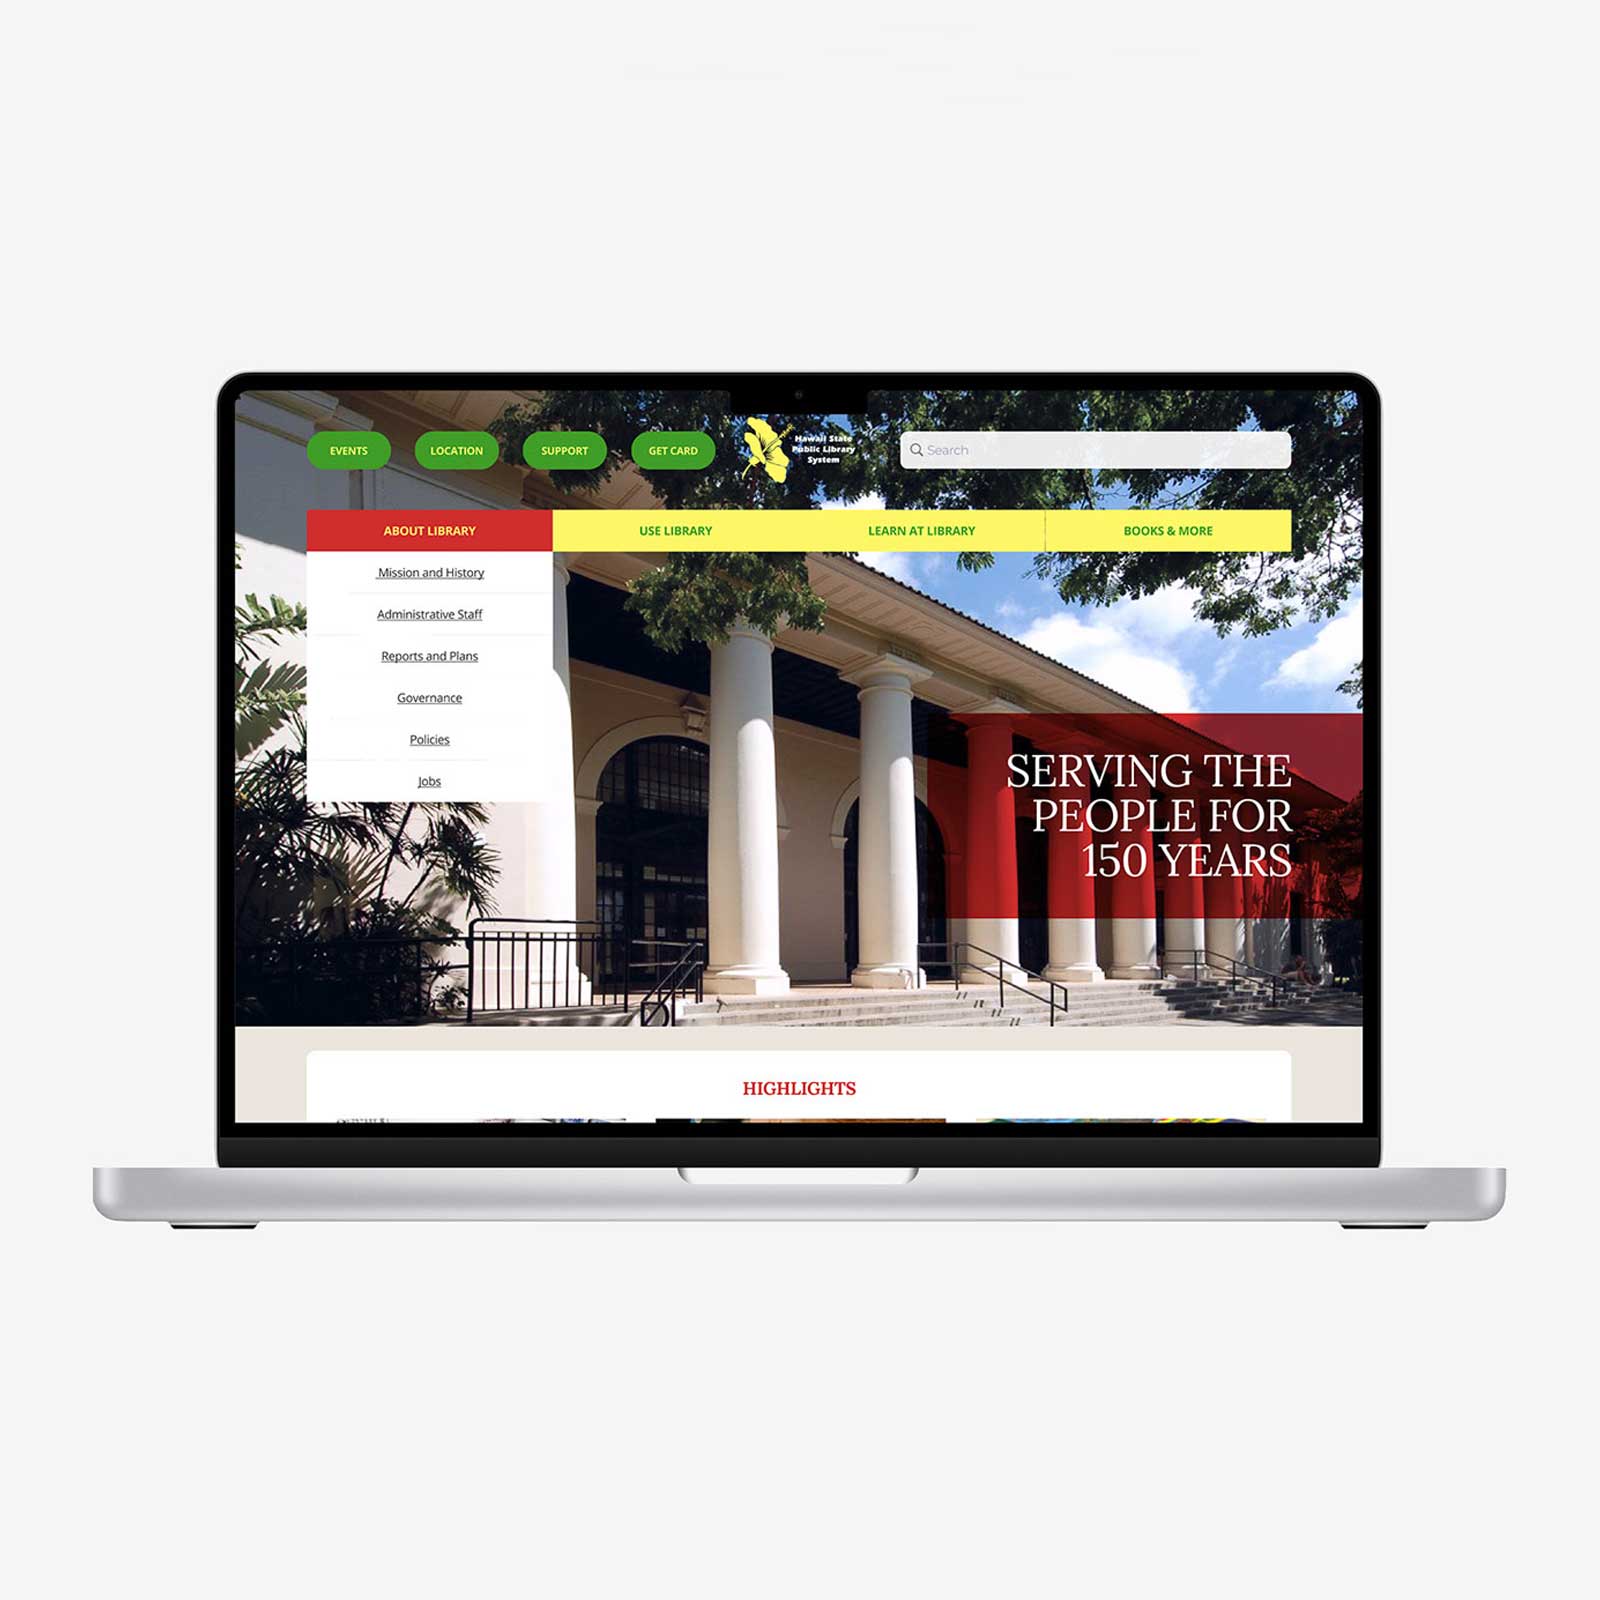 EVENTS
LOCATION
SUPPORT
GET CARD
Hawaii State
Public Library
System
Search
ABOUT LIBRARY
USE LIBRARY
LEARN AT LIBRARY
BOOKS & MORE
Mission and History
Administrative Staff
Reports and Plans
Governance
Policies
Jobs
SERVING THE
PEOPLE FOR
150 YEARS
HIGHLIGHTS